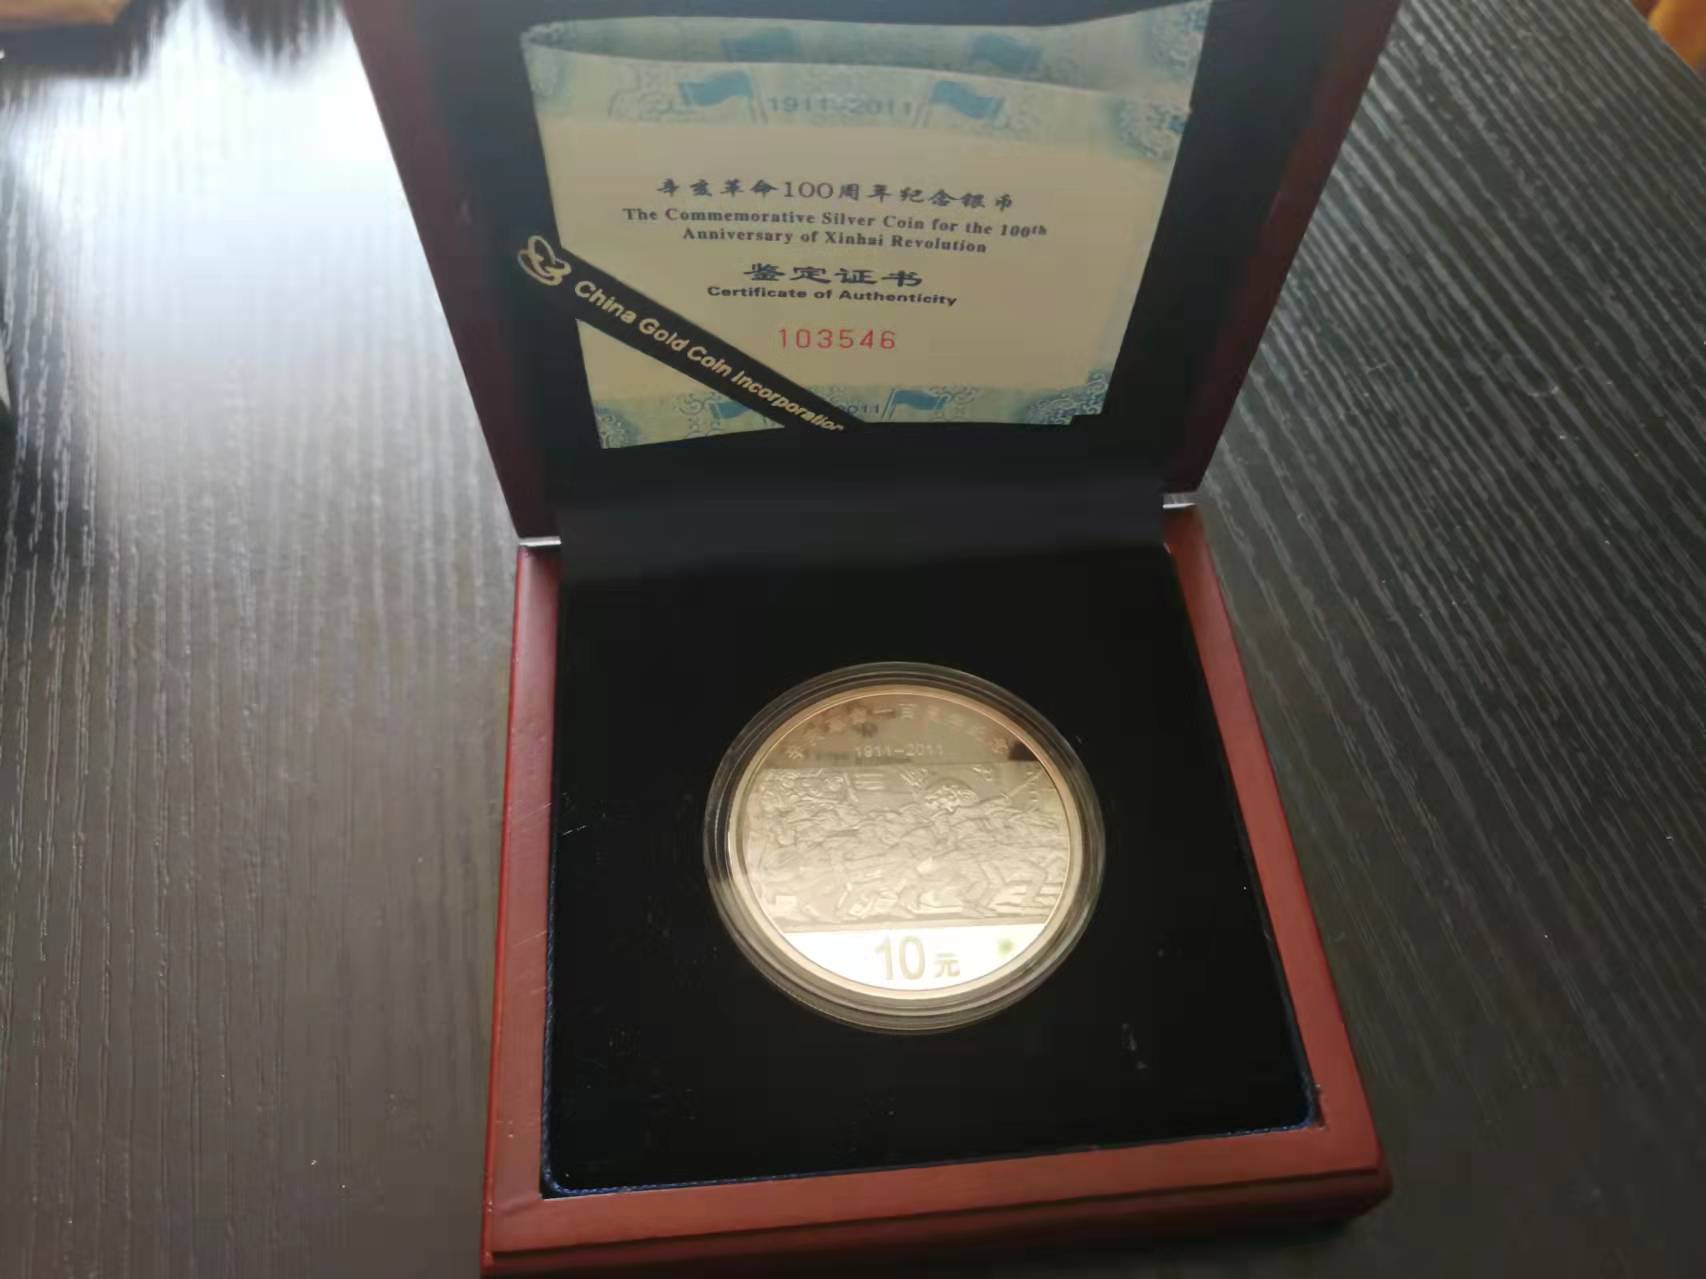 1911-2011
辛亥革命100周年纪念银币
The Commemorative Silver Coin for the 100th
Anniversary of Xinhai Revolution
鉴定证书
Certificate of Authenticity
103546
China Gold Coin Incorporation
2011
1911-2011
10元